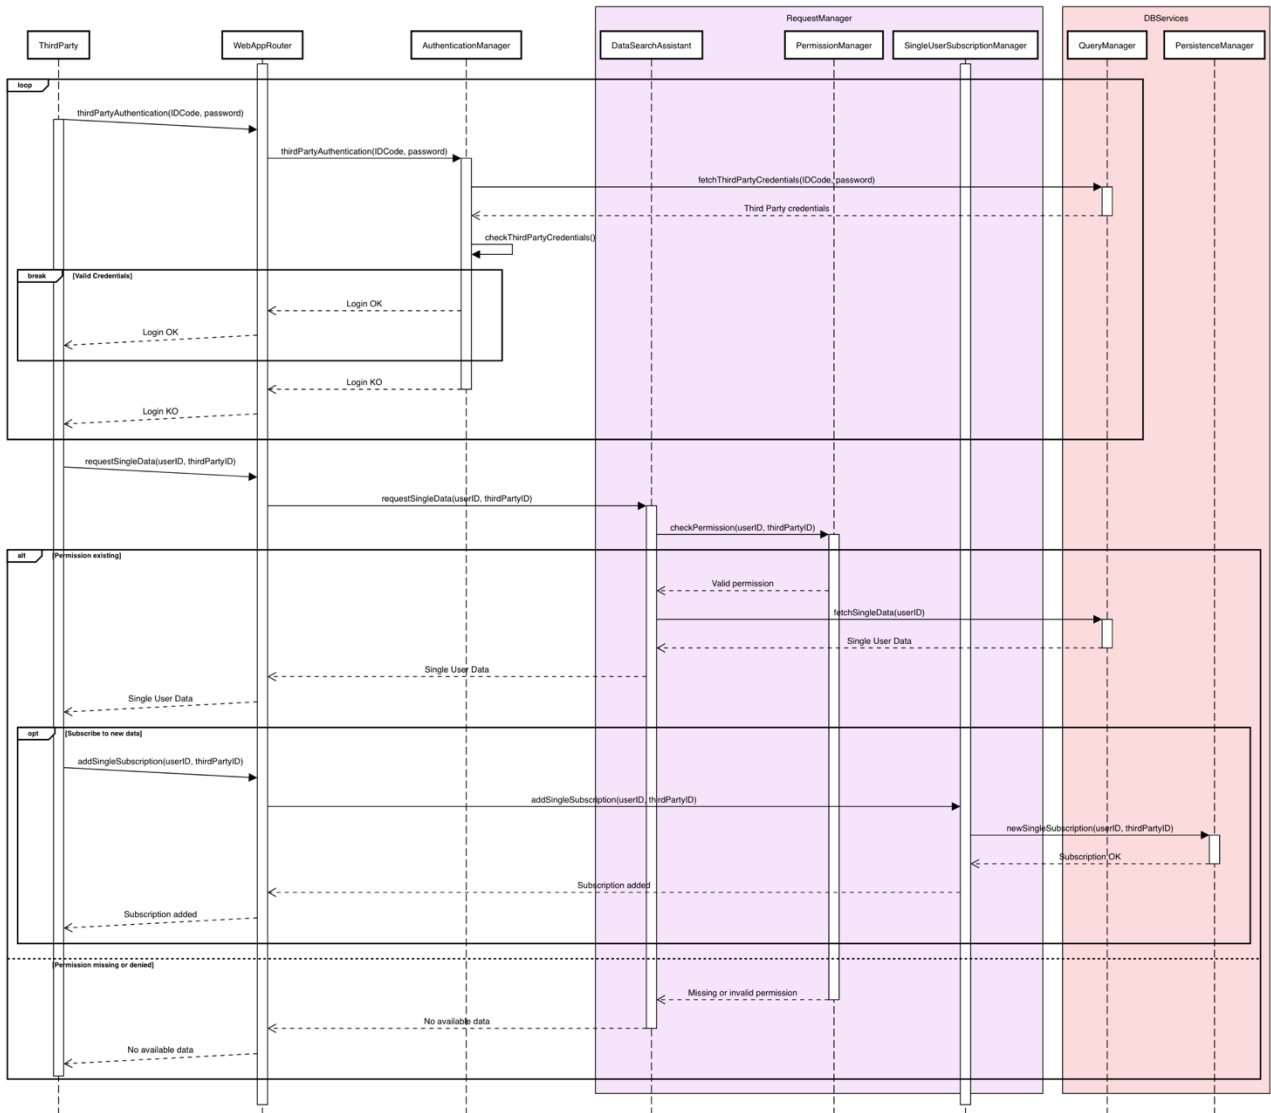 RequestManager
DBServices
ThirdParty
WebAppRouter
AuthenticationManager
DataSearchAssistant
PermissionManager
SingleUserSubscriptionManager
QueryManager
PersistenceManager
loop
thirdPartyAuthentication(IDCode, password)
thirdPartyAuthentication(IDCode, password)
fetchThirdPartyCredentials(IDCode, password)
Third Party credentials
checkThirdPartyCredentials()
break
[Valid Credentials]
Login OK
Login OK
Login KO
Login KO
requestSingleData(userID, thirdPartyID)
requestSingleData(userID, thirdPartyID)
checkPermission(userID, thirdPartyID)
alt
[Permission existing]
Valid permission
fetchSingleData(userID)
Single User Data
Single User Data
Single User Data
opt
[Subscribe to new data]
addSingleSubscription(userID, thirdPartyID)
addSingleSubscription(userID, thirdPartyID)
newSingleSubscription(userID, thirdPartyID)
Subscription OK
Subscription added
Subscription added
[Permission missing or denied]
Missing or invalid permission
No available data
No available data